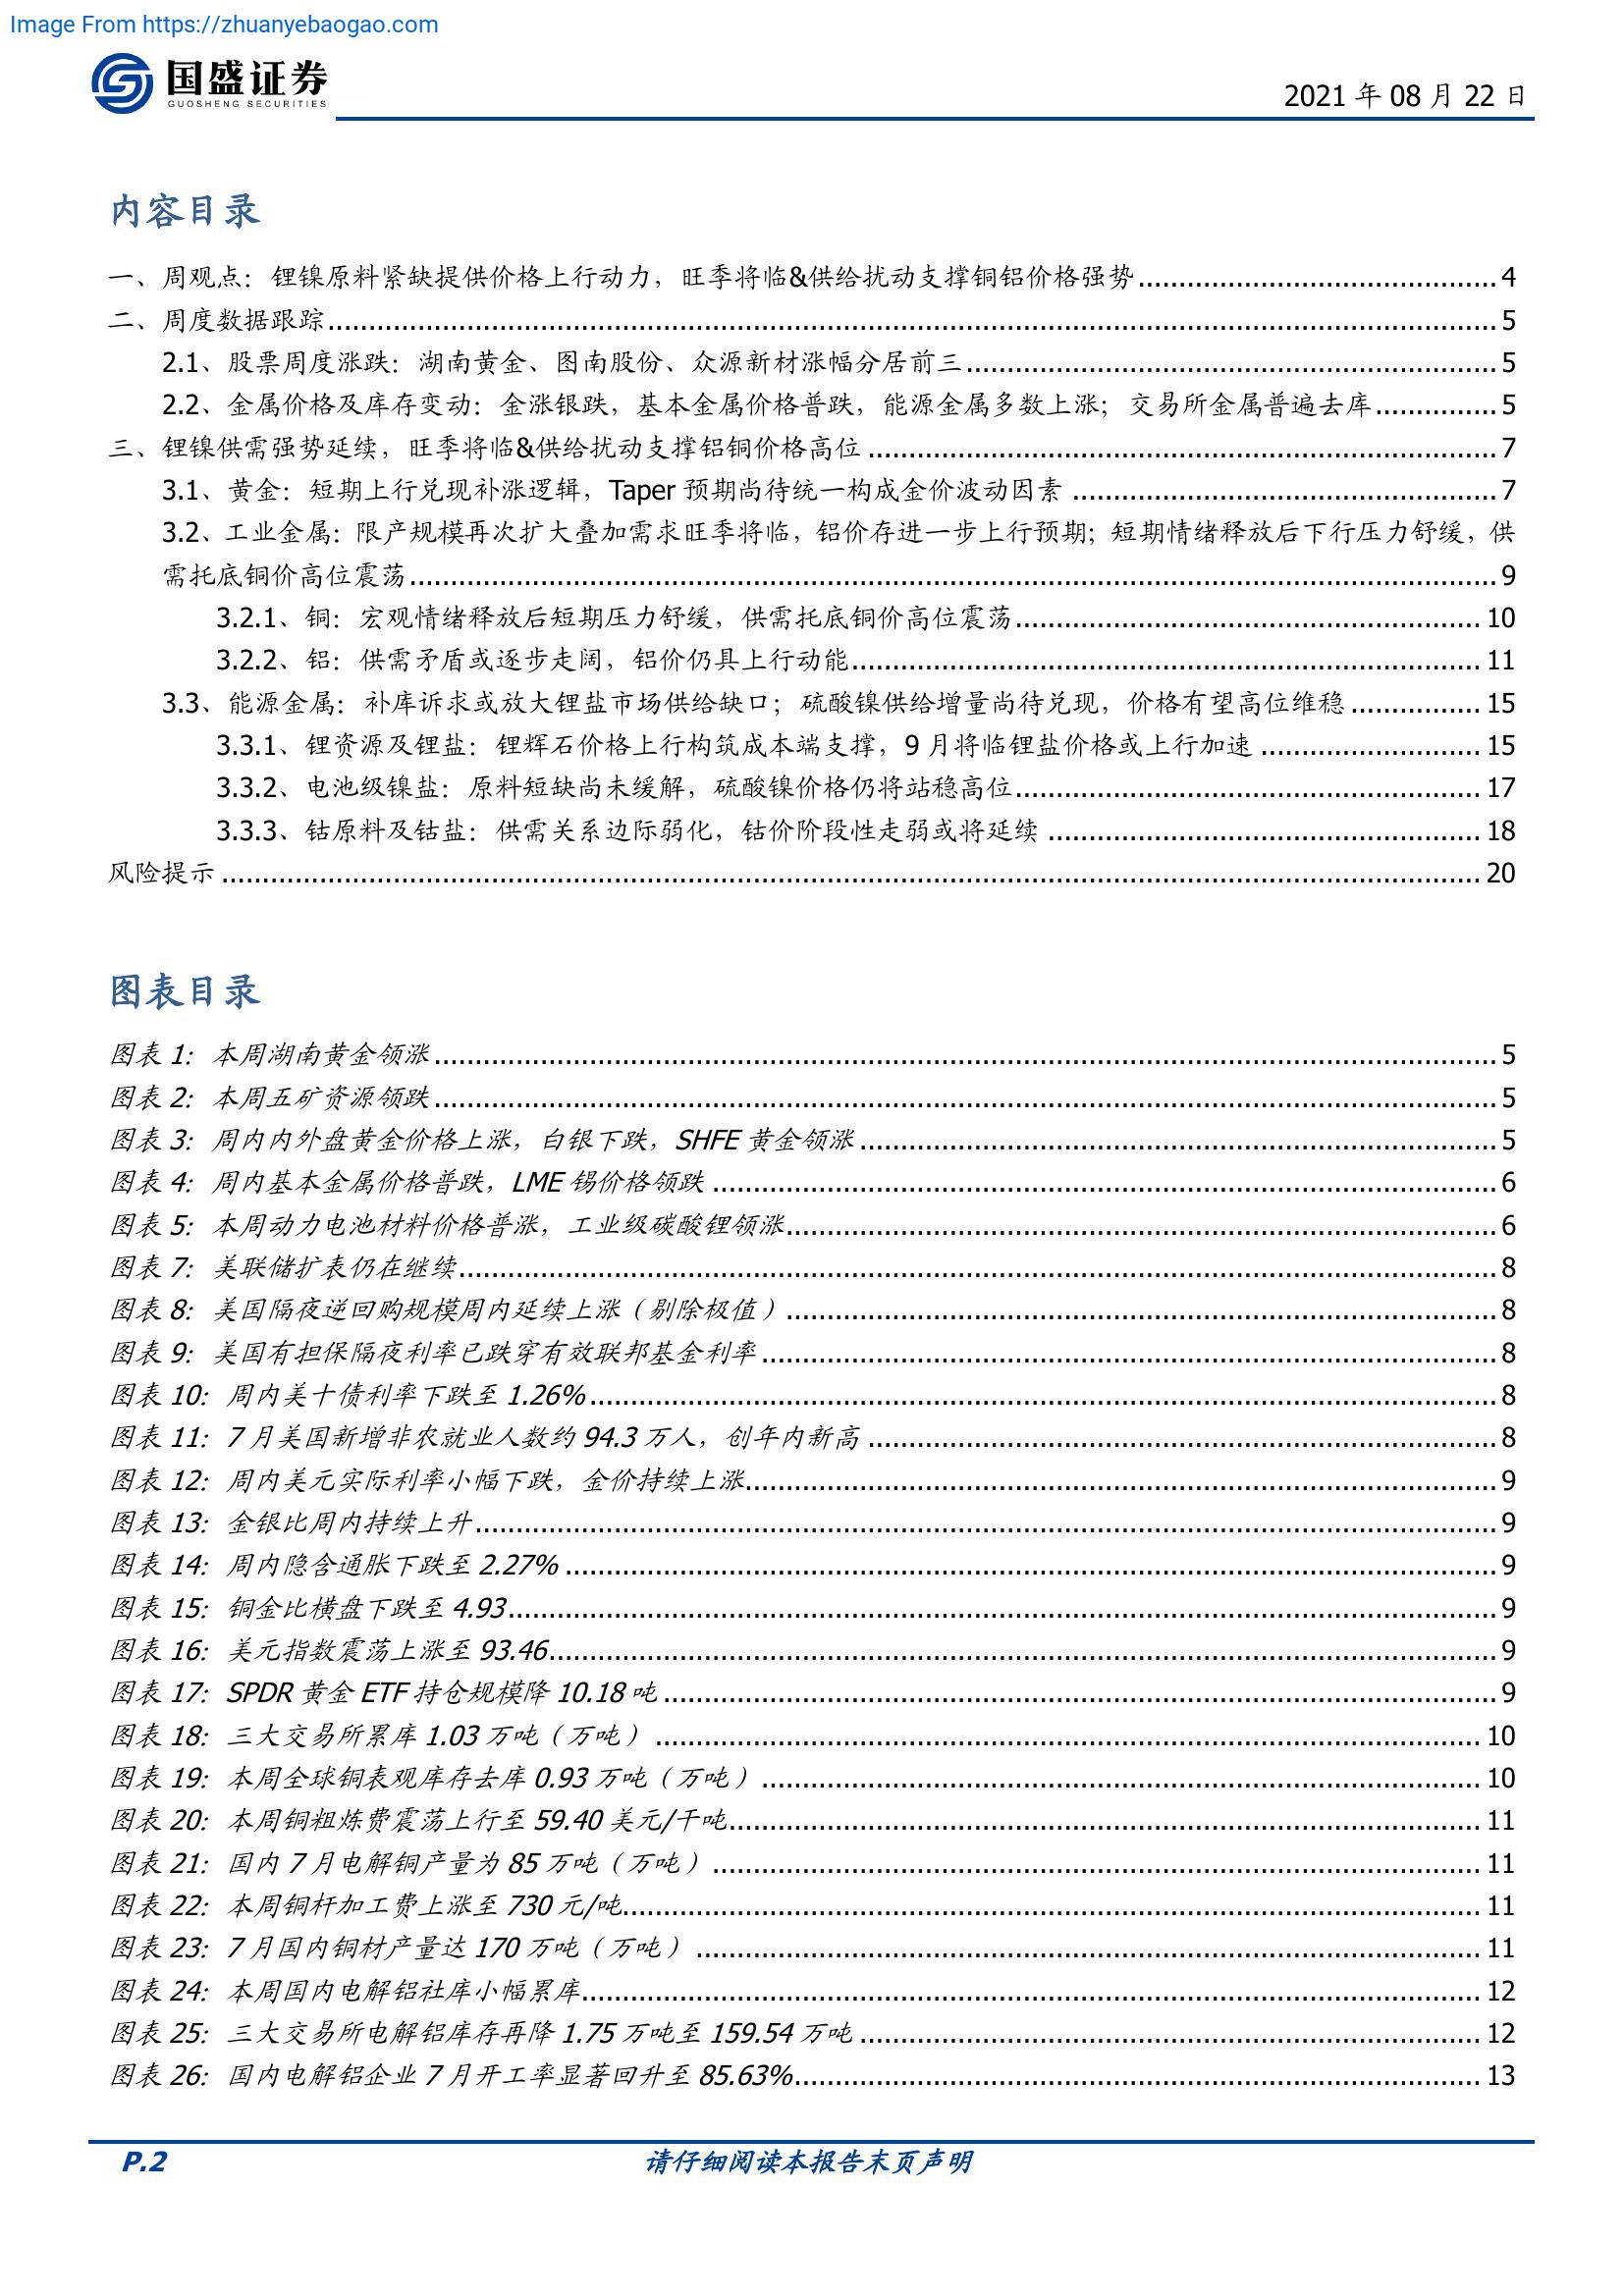 Image From https://zhuanyebaogao.com
国盛证券
GUOSHENG SECURITIES
2021 年 08 月 22 日
内容目录
一、周观点：锂镍原料紧缺提供价格上行动力，旺季将临&供给扰动支撑铜铝价格强势 4
二、周度数据跟踪 5
2.1、股票周度涨跌：湖南黄金、图南股份、众源新材涨幅分居前三 5
2.2、金属价格及库存变动：金涨银跌，基本金属价格普跌，能源金属多数上涨；交易所金属普遍去库 5
三、锂镍供需强势延续，旺季将临&供给扰动支撑铝铜价格高位 7
3.1、黄金：短期上行兑现补涨逻辑，Taper 预期尚待统一构成金价波动因素 7
3.2、工业金属：限产规模再次扩大叠加需求旺季将临，铝价存进一步上行预期；短期情绪释放后下行压力舒缓，供
需托底铜价高位震荡 9
3.2.1、铜：宏观情绪释放后短期压力舒缓，供需托底铜价高位震荡 10
3.2.2、铝：供需矛盾或逐步走阔，铝价仍具上行动能 11
3.3、能源金属：补库诉求或放大锂盐市场供给缺口；硫酸镍供给增量尚待兑现，价格有望高位维稳 15
3.3.1、锂资源及锂盐：锂辉石价格上行构筑成本端支撑，9 月将临锂盐价格或上行加速 15
3.3.2、电池级镍盐：原料短缺尚未缓解，硫酸镍价格仍将站稳高位 17
3.3.3、钴原料及钴盐：供需关系边际弱化，钴价阶段性走弱或将延续 18
风险提示 20
图表目录
图表 1：本周湖南黄金领涨 5
图表 2：本周五矿资源领跌 5
图表 3：周内内外盘黄金价格上涨，白银下跌，SHFE 黄金领涨 5
图表 4：周内基本金属价格普跌，LME 锡价格领跌 6
图表 5：本周动力电池材料价格普涨，工业级碳酸锂领涨 6
图表 7：美联储扩表仍在继续 8
图表 8：美国隔夜逆回购规模周内延续上涨（剔除极值） 8
图表 9：美国有担保隔夜利率已跌穿有效联邦基金利率 8
图表 10：周内美十债利率下跌至 1.26% 8
图表 11：7 月美国新增非农就业人数约 94.3 万人，创年内新高 8
图表 12：周内美元实际利率小幅下跌，金价持续上涨 9
图表 13：金银比周内持续上升 9
图表 14：周内隐含通胀下跌至 2.27% 9
图表 15：铜金比横盘下跌至 4.93 9
图表 16：美元指数震荡上涨至 93.46 9
图表 17：SPDR 黄金 ETF 持仓规模降 10.18 吨 9
图表 18：三大交易所累库 1.03 万吨（万吨） 10
图表 19：本周全球铜表观库存去库 0.93 万吨（万吨） 10
图表 20：本周铜粗炼费震荡上行至 59.40 美元/干吨 11
图表 21：国内 7 月电解铜产量为 85 万吨（万吨） 11
图表 22：本周铜杆加工费上涨至 730 元/吨 11
图表 23：7 月国内铜材产量达 170 万吨（万吨） 11
图表 24：本周国内电解铝社库小幅累库 12
图表 25：三大交易所电解铝库存再降 1.75 万吨至 159.54 万吨 12
图表 26：国内电解铝企业 7 月开工率显著回升至 85.63% 13
P.2
请仔细阅读本报告末页声明